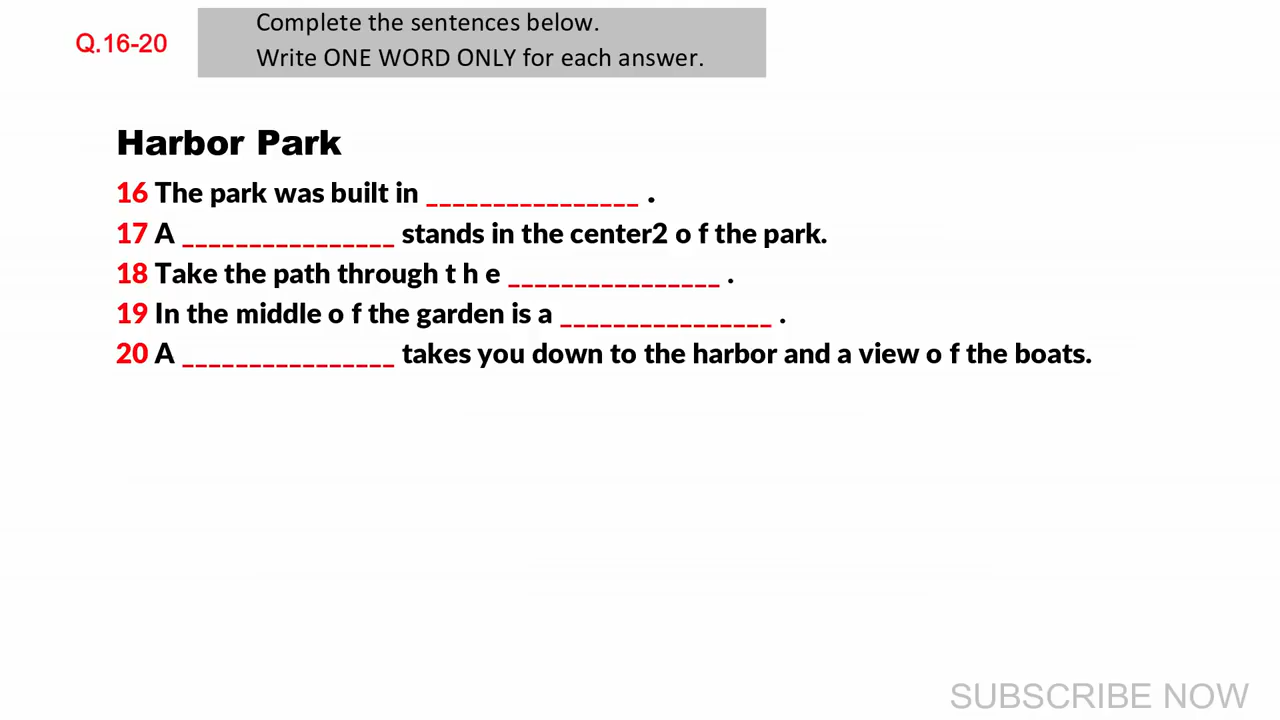 Q.16-20
Complete the sentences below.
Write ONE WORD ONLY for each answer.
Harbor Park
16 The park was built in ________________ .
17 A ________________ stands in the center2 o f the park.
18 Take the path through t h e ________________ .
19 In the middle o f the garden is a ________________ .
20 A ________________ takes you down to the harbor and a view o f the boats.
SUBSCRIBE NOW